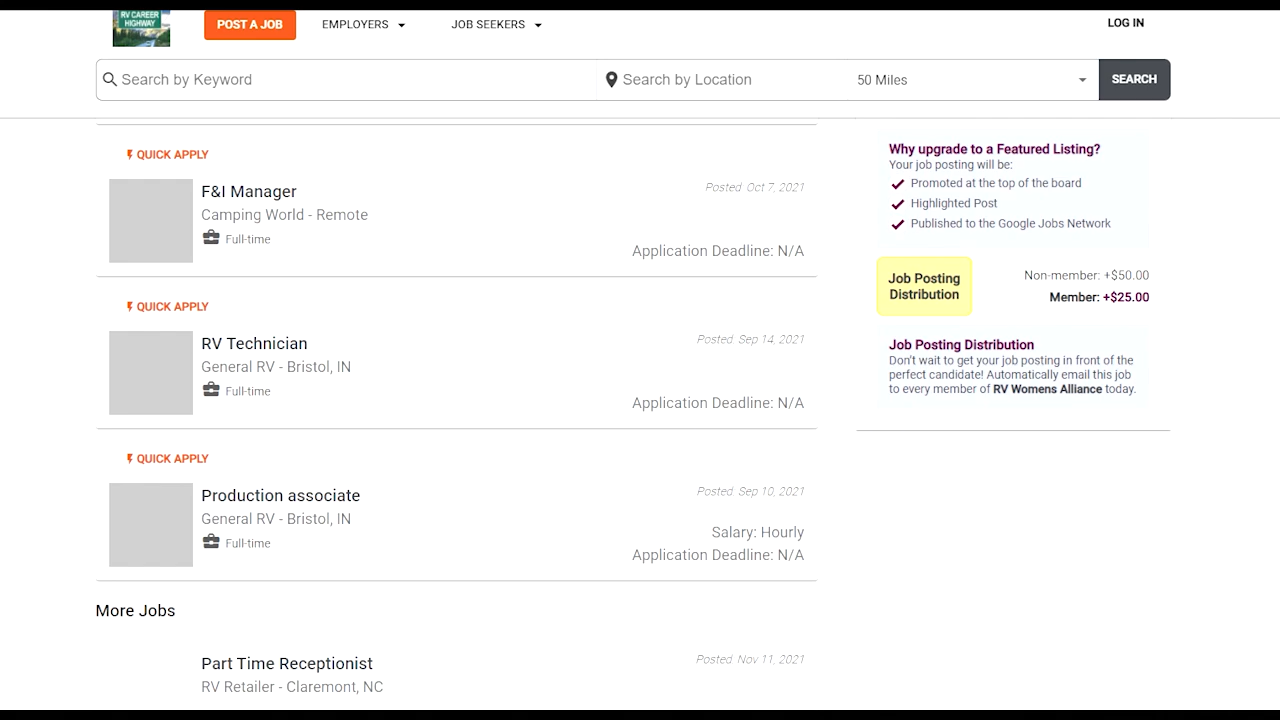 RV CAREER
HIGHWAY
POST A JOB
EMPLOYERS
JOB SEEKERS
LOG IN
Search by Keyword
Search by Location
50 Miles
SEARCH
QUICK APPLY
F&I Manager
Posted: Oct 7, 2021
Camping World - Remote
Full-time
Application Deadline: N/A
QUICK APPLY
RV Technician
Posted: Sep 14, 2021
General RV - Bristol, IN
Full-time
Application Deadline: N/A
QUICK APPLY
Production associate
Posted: Sep 10, 2021
General RV - Bristol, IN
Salary: Hourly
Full-time
Application Deadline: N/A
More Jobs
Part Time Receptionist
Posted: Nov 11, 2021
RV Retailer - Claremont, NC
Why upgrade to a Featured Listing?
Your job posting will be:
Promoted at the top of the board
Highlighted Post
Published to the Google Jobs Network
Job Posting
Distribution
Non-member: +$50.00
Member: +$25.00
Job Posting Distribution
Don't wait to get your job posting in front of the
perfect candidate! Automatically email this job
to every member of RV Womens Alliance today.